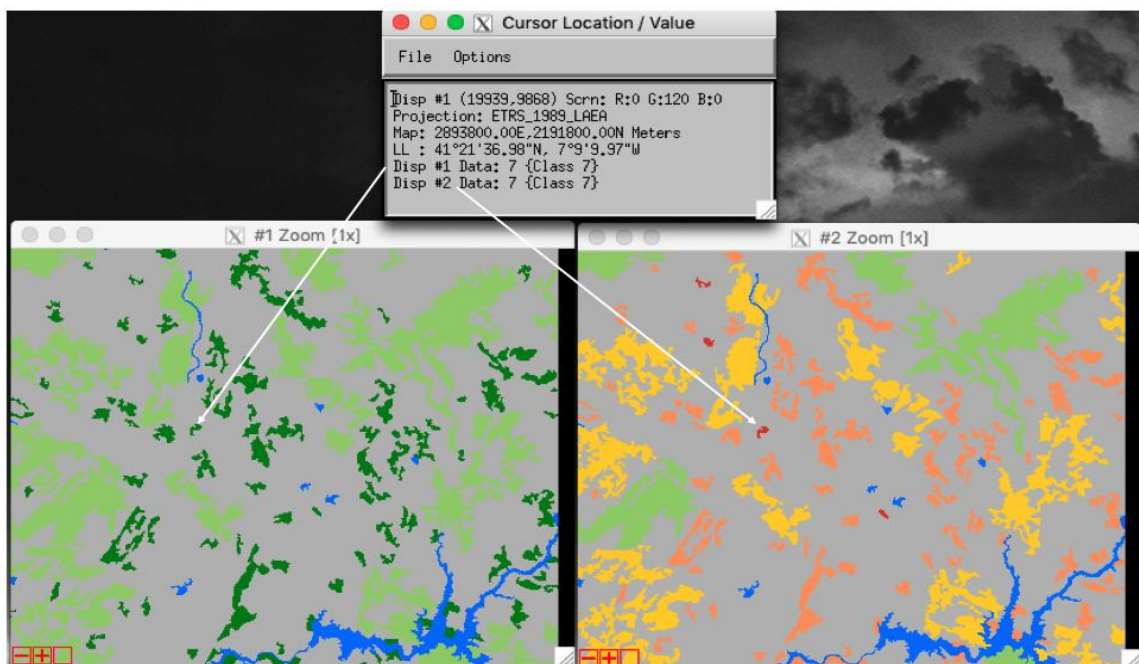 Cursor Location / Value
File Options
Disp #1 (19939,9868) Scrn: R:0 G:120 B:0
Projection: ETRS_1989_LAEA
Map: 2893800.00E,2191800.00N Meters
LL : 41°21'36.98"N, 7°9'9.97"W
Disp #1 Data: 7 {Class 7}
Disp #2 Data: 7 {Class 7}
#1 Zoom [1x]
#2 Zoom [1x]